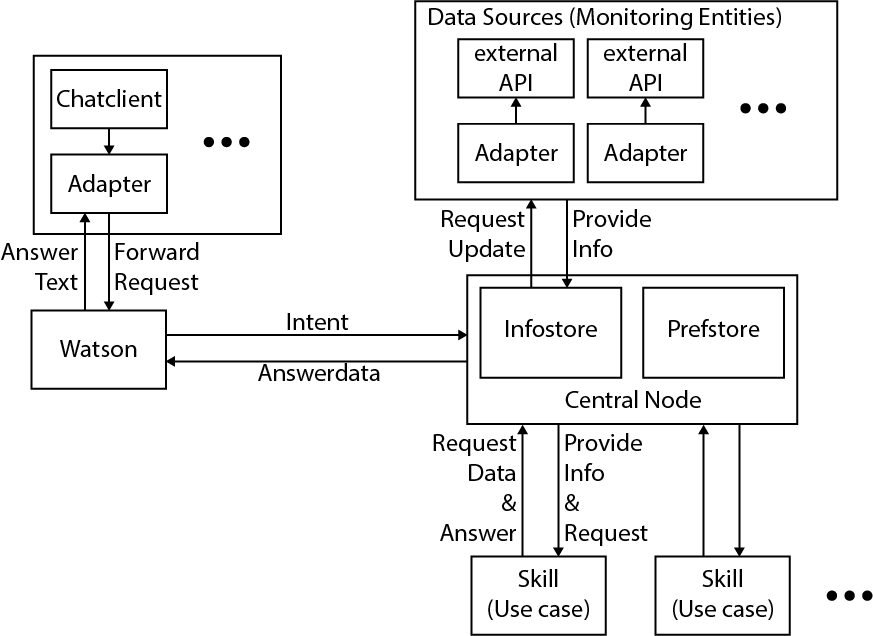 Data Sources (Monitoring Entities)
external
API
external
API
Adapter
Adapter
Chatclient
Adapter
Answer
Text
Forward
Request
Request
Update
Provide
Info
Watson
Intent
Answerdata
Infostore
Prefstore
Central Node
Request
Data
&
Answer
Provide
Info
&
Request
Skill
(Use case)
Skill
(Use case)